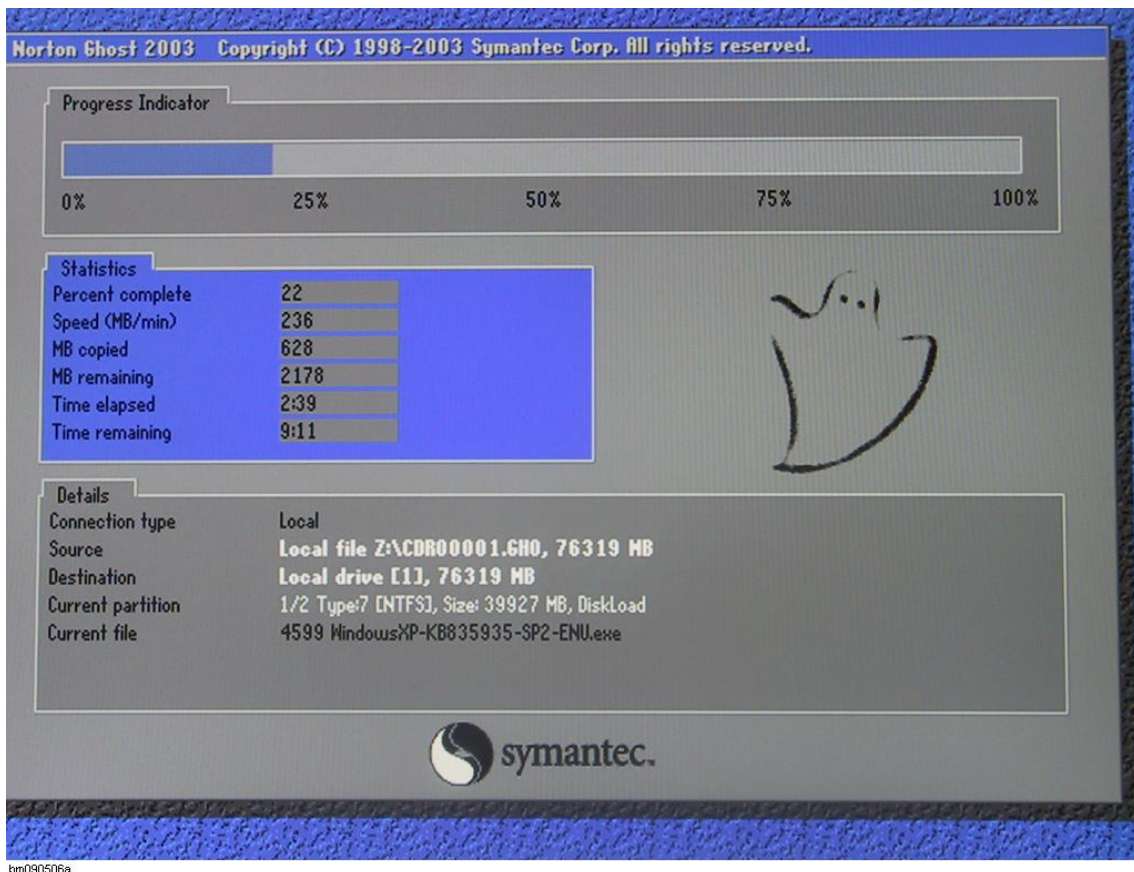 Norton Ghost 2003 Copyright (C) 1998-2003 Symantec Corp. All rights reserved.
Progress Indicator
0% 25% 50% 75% 100%
Statistics
Percent complete 22
Speed (MB/min) 236
MB copied 628
MB remaining 2178
Time elapsed 2:39
Time remaining 9:11
Details
Connection type Local
Source Local file Z:\CDR00001.GHO, 76319 MB
Destination Local drive [1], 76319 MB
Current partition 1/2 Type:7 [NTFS], Size: 39927 MB, DiskLoad
Current file 4599 WindowsXP-KB835935-SP2-ENU.exe
symantec.
bm090506a